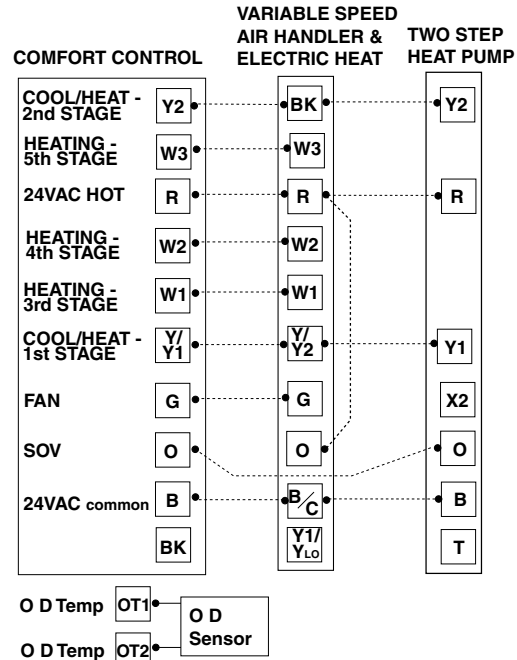 VARIABLE SPEED
AIR HANDLER &
ELECTRIC HEAT
TWO STEP
HEAT PUMP
COMFORT CONTROL
COOL/HEAT -
2nd STAGE
Y2
BK
Y2
HEATING -
5th STAGE
W3
W3
24VAC HOT
R
R
R
HEATING -
4th STAGE
W2
W2
HEATING -
3rd STAGE
W1
W1
COOL/HEAT -
1st STAGE
Y/
Y1
Y/
Y2
Y1
FAN
G
G
X2
SOV
O
O
O
24VAC common
B
B/C
B
BK
Y1/
YLO
T
O D Temp OT1
O D Temp OT2
O D
Sensor